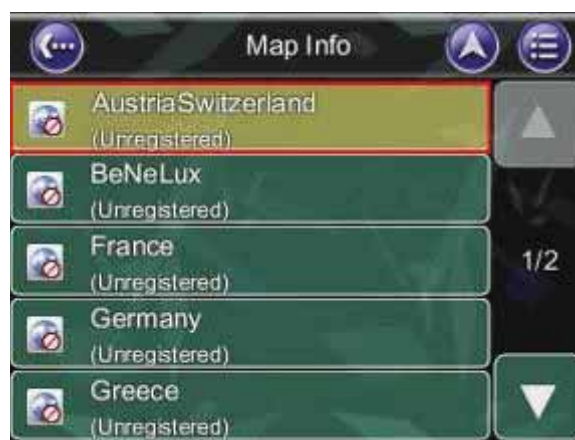 Map Info
AustriaSwitzerland
(Unregistered)
BeNeLux
(Unregistered)
France
(Unregistered)
1/2
Germany
(Unregistered)
Greece
(Unregistered)